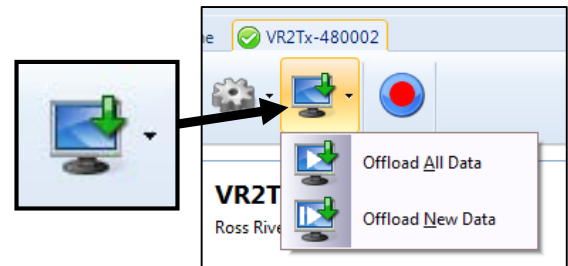 e VR2Tx-480002
Offload All Data
VR2T
Offload New Data
Ross Rive